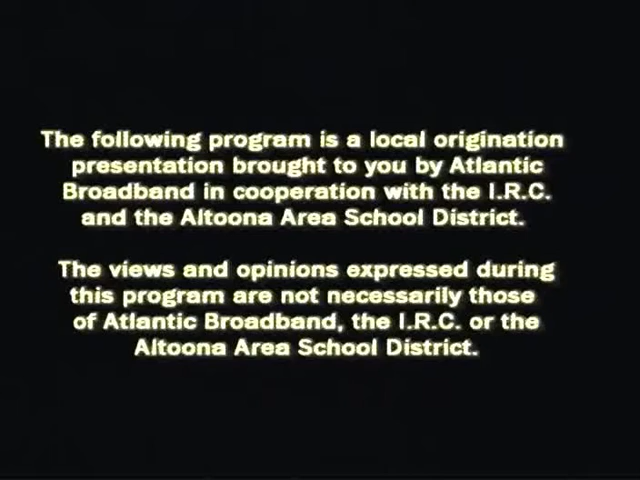 The following program is a local origination
presentation brought to you by Atlantic
Broadband in cooperation with the I.R.C.
and the Altoona Area School District.
The views and opinions expressed during
this program are not necessarily those
of Atlantic Broadband, the I.R.C. or the
Altoona Area School District.